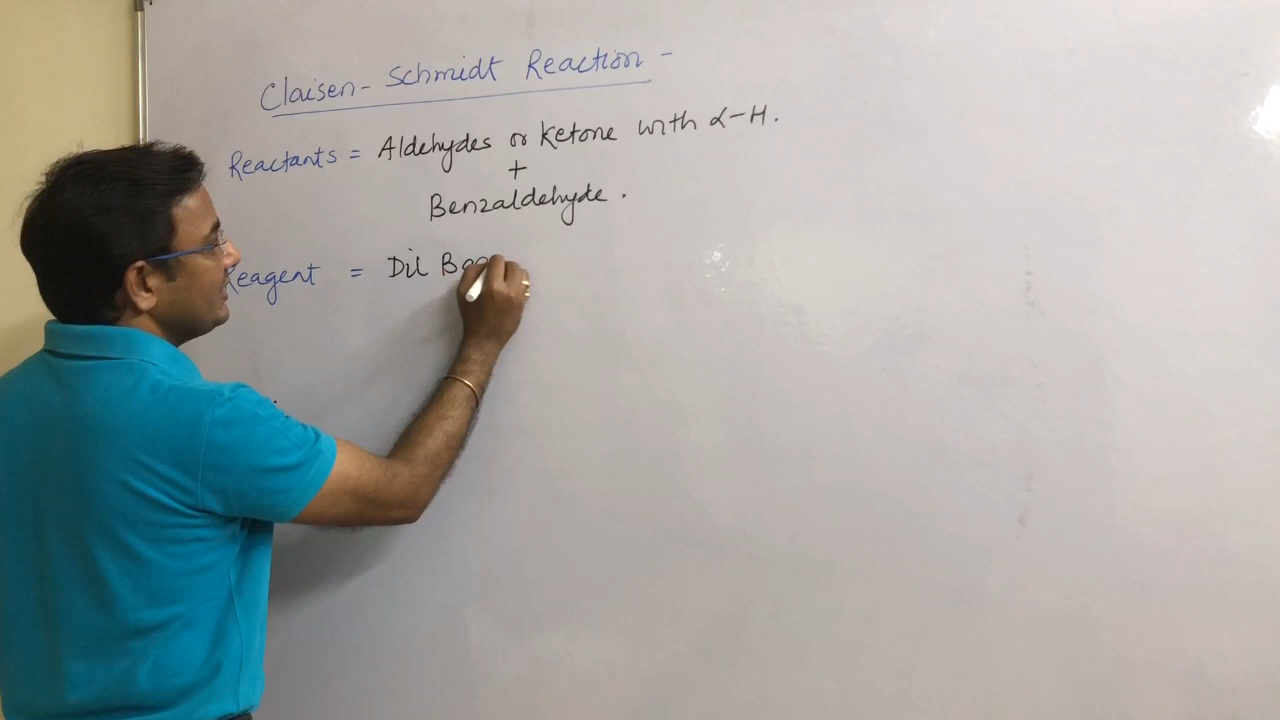 Claisen-Schmidt Reaction -
Reactants = Aldehydes or Ketone with α-H.
+
Benzaldehyde.
Reagent = Dil